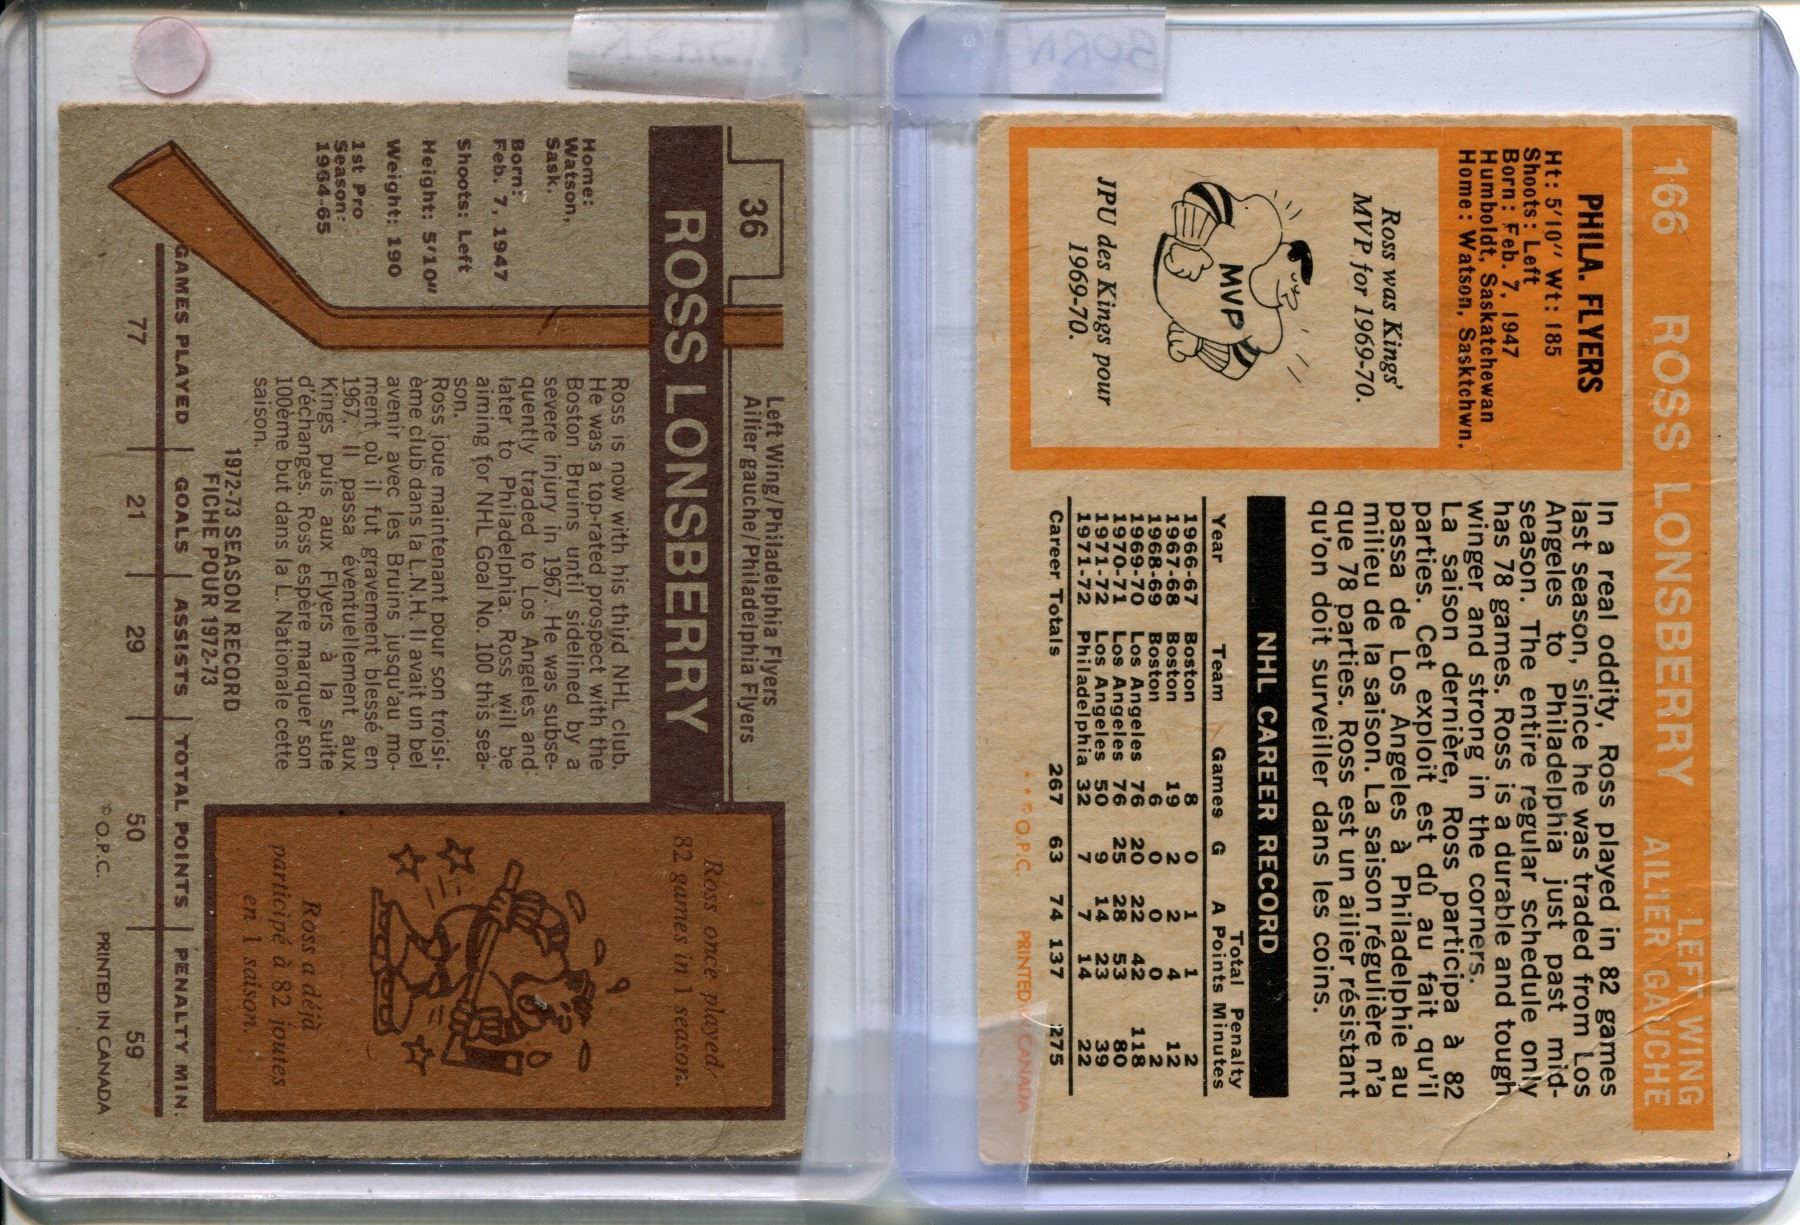 36
Left Wing/Philadelphia Flyers
Ailier gauche/Philadelphia Flyers
ROSS LONSBERRY
Home:
Watson,
Sask.
Born:
Feb. 7, 1947
Shoots: Left
Height: 5'10"
Weight: 190
1st Pro
Season:
1964-65
Ross is now with his third NHL club.
He was a top-rated prospect with the
Boston Bruins until sidelined by a
severe injury in 1967. He was subse-
quently traded to Los Angeles and
later to Philadelphia. Ross will be
aiming for NHL Goal No. 100 this sea-
son.
Ross joue maintenant pour son troisi-
ème club dans la L.N.H. Il avait un bel
avenir avec les Bruins jusqu'au mo-
ment où il fut gravement blessé en
1967. Il passa éventuellement aux
Kings puis aux Flyers à la suite
d'échanges. Ross espère marquer son
100ème but dans la L. Nationale cette
saison.
1972-73 SEASON RECORD
FICHE POUR 1972-73
GAMES PLAYED GOALS ASSISTS TOTAL POINTS PENALTY MIN.
77 21 29 50 59
© O.P.C. PRINTED IN CANADA
Ross once played
82 games in 1 season.
Ross a déjà
participé à 82 joutes
en 1 saison.
BORN
SASK
166 ROSS LONSBERRY
LEFT WING
AILIER GAUCHE
PHILA. FLYERS
Ht: 5'10" Wt: 185
Shoots: Left
Born: Feb. 7, 1947
Humboldt, Saskatchewan
Home: Watson, Sasktchwn.
Ross was Kings'
MVP for 1969-70.
MVP
JPU des Kings pour
1969-70.
In a real oddity, Ross played in 82 games
last season, since he was traded from Los
Angeles to Philadelphia just past mid-
season. The entire regular schedule only
has 78 games. Ross is a durable and tough
winger and strong in the corners.
La saison dernière, Ross participa à 82
parties. Cet exploit est dû au fait qu'il
passa de Los Angeles à Philadelphie au
milieu de la saison. La saison régulière n'a
que 78 parties. Ross est un ailier résistant
qu'on doit surveiller dans les coins.
NHL CAREER RECORD
Year Team Games G A Total Points Penalty Minutes
1966-67 Boston 8 0 1 1 2
1967-68 Boston 19 2 2 4 12
1968-69 Boston 6 0 0 0 2
1969-70 Los Angeles 76 20 22 42 118
1970-71 Los Angeles 76 25 28 53 80
1971-72 Los Angeles 50 9 14 23 39
1971-72 Philadelphia 32 7 7 14 22
Career Totals 267 63 74 137 275
* * © O.P.C. PRINTED IN CANADA